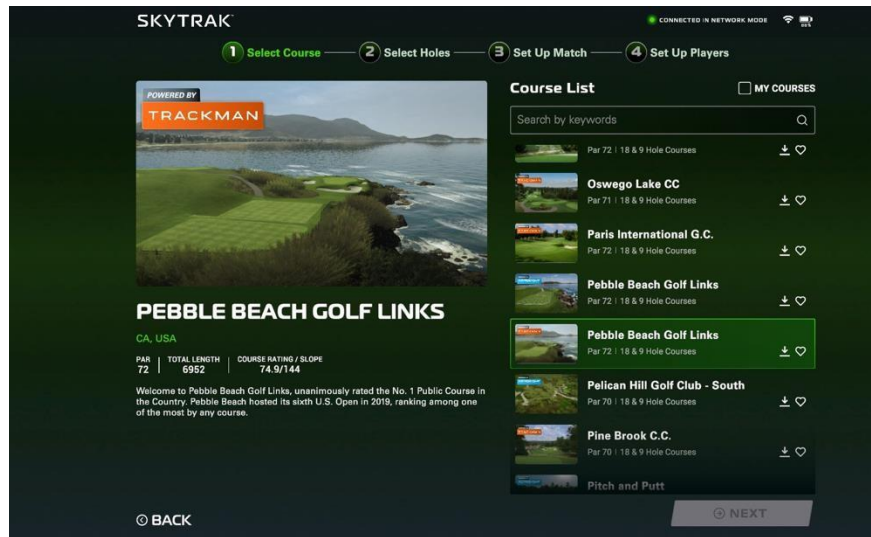 SKYTRAK
CONNECTED IN NETWORK MODE
1 Select Course
2 Select Holes
3 Set Up Match
4 Set Up Players
POWERED BY
TRACKMAN
PEBBLE BEACH GOLF LINKS
CA, USA
PAR
72
TOTAL LENGTH
6952
COURSE RATING / SLOPE
74.9/144
Welcome to Pebble Beach Golf Links, unanimously rated the No. 1 Public Course in
the Country. Pebble Beach hosted its sixth U.S. Open in 2019, ranking among one
of the most by any course.
Course List
MY COURSES
Search by keywords
Par 72 | 18 & 9 Hole Courses
Oswego Lake CC
Par 71 | 18 & 9 Hole Courses
Paris International G.C.
Par 72 | 18 & 9 Hole Courses
Pebble Beach Golf Links
Par 72 | 18 & 9 Hole Courses
Pebble Beach Golf Links
Par 72 | 18 & 9 Hole Courses
Pelican Hill Golf Club - South
Par 70 | 18 & 9 Hole Courses
Pine Brook C.C.
Par 70 | 18 & 9 Hole Courses
Pitch and Putt
BACK
NEXT